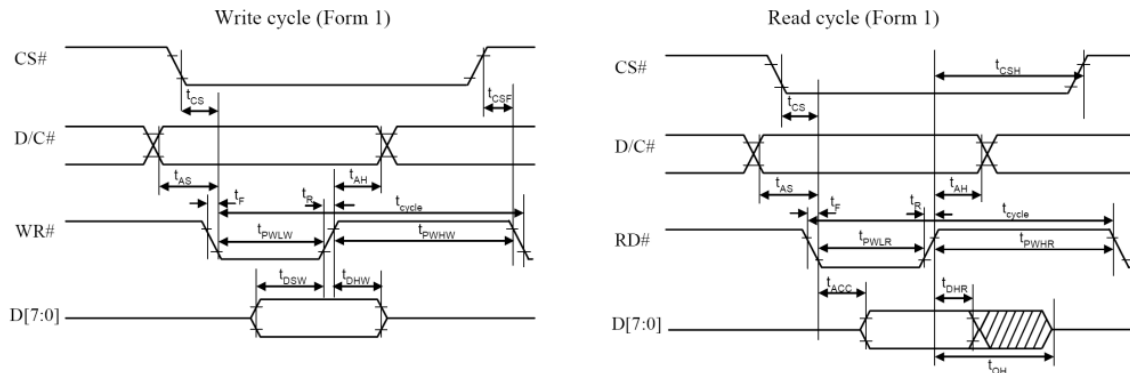 Write cycle (Form 1)
CS#
tCS
tCSF
D/C#
tAS
tAH
tF
tR
tcycle
WR#
tPWLW
tPWHW
tDSW
tDHW
D[7:0]
Read cycle (Form 1)
CS#
tCSH
tCS
D/C#
tAS
tAH
tF
tR
tcycle
RD#
tPWLR
tPWHR
tACC
tDHR
D[7:0]
tOH